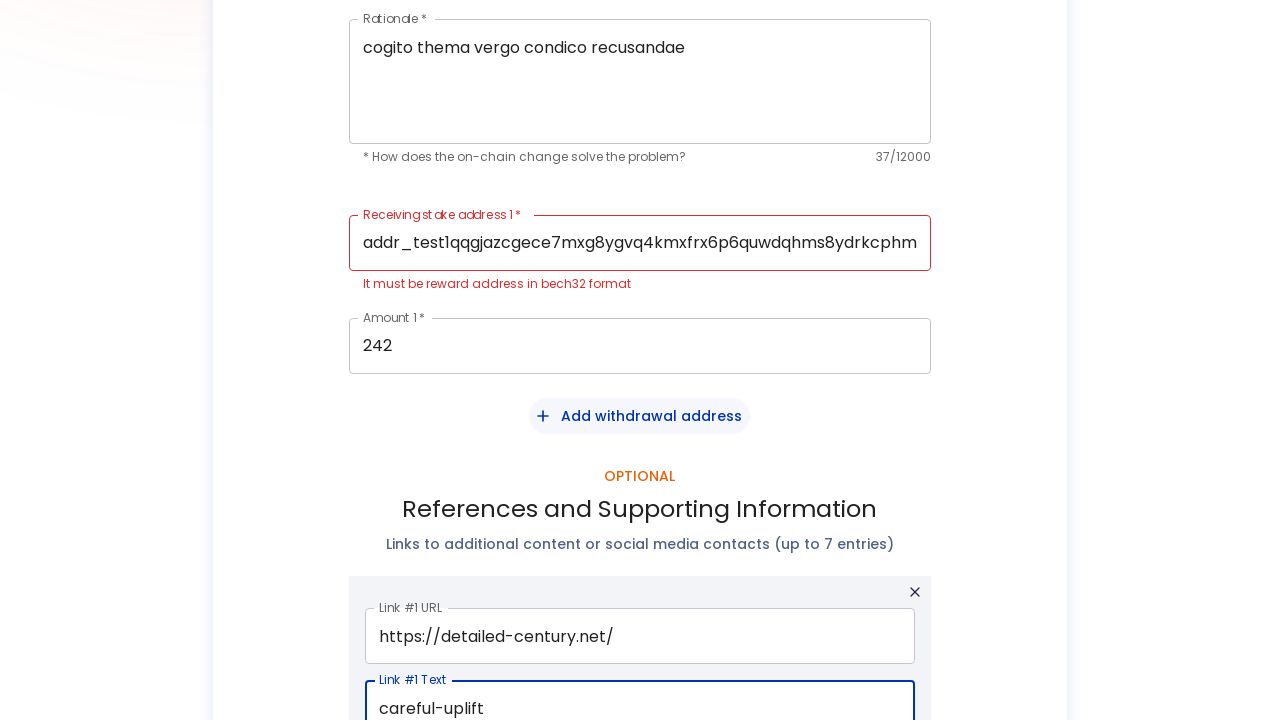 Rationale *
cogito thema vergo condico recusandae
* How does the on-chain change solve the problem?
37/12000
Receiving stake address 1 *
addr_test1qqgjazcgece7mxg8ygvq4kmxfrx6p6quwdqhms8ydrkcphm
It must be reward address in bech32 format
Amount 1 *
242
Add withdrawal address
OPTIONAL
References and Supporting Information
Links to additional content or social media contacts (up to 7 entries)
Link #1 URL
https://detailed-century.net/
Link #1 Text
careful-uplift